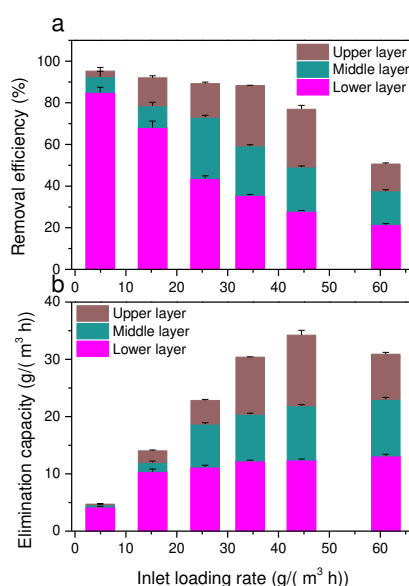 a
100
80
60
40
20
0
Removal efficiency (%)
Upper layer
Middle layer
Lower layer
0 10 20 30 40 50 60
b
40
30
20
10
0
Elimination capacity (g/( m³ h))
Upper layer
Middle layer
Lower layer
0 10 20 30 40 50 60
Inlet loading rate (g/( m³ h))